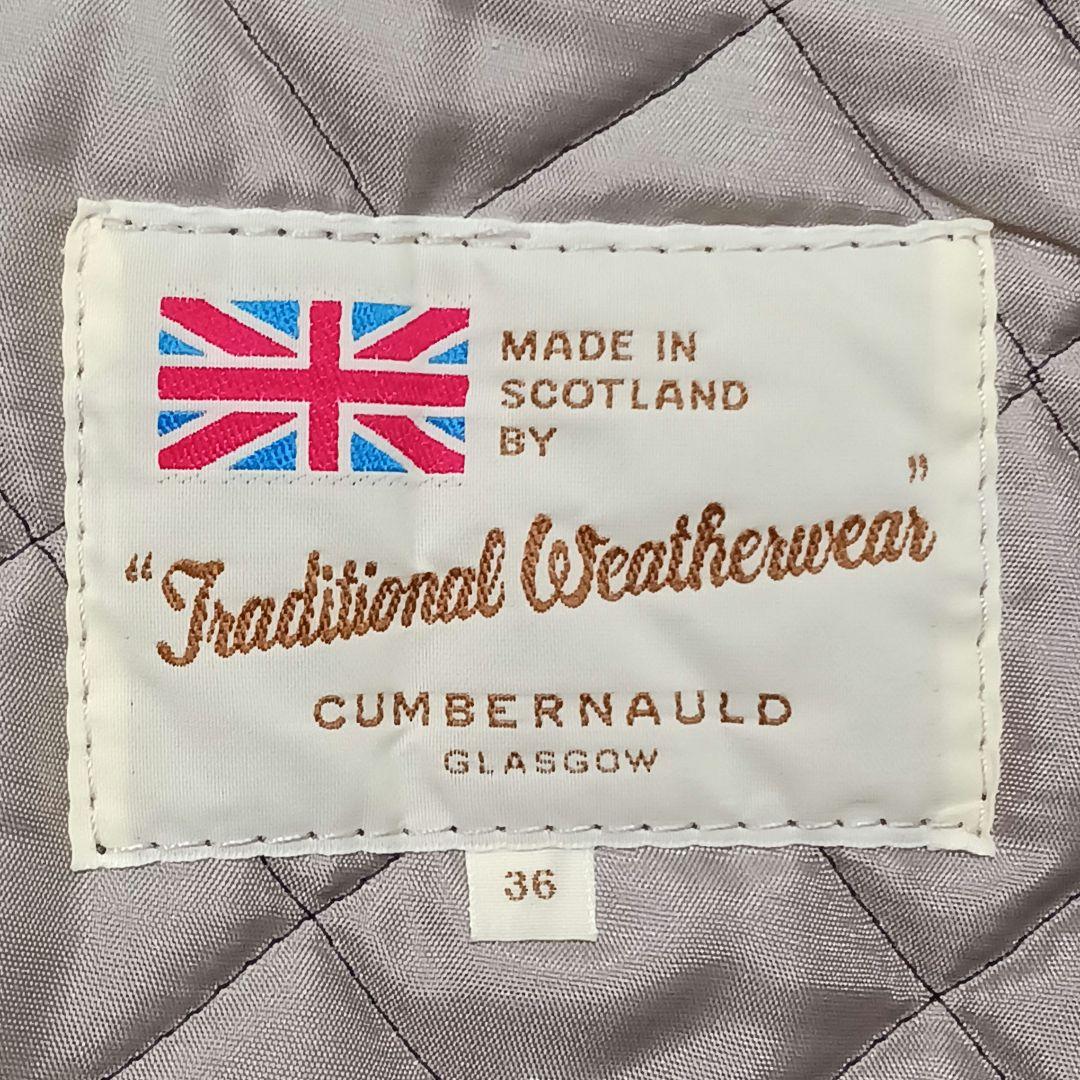 MADE IN
SCOTLAND
BY
"Traditional Weatherwear"
CUMBERNAULD
GLASGOW
36